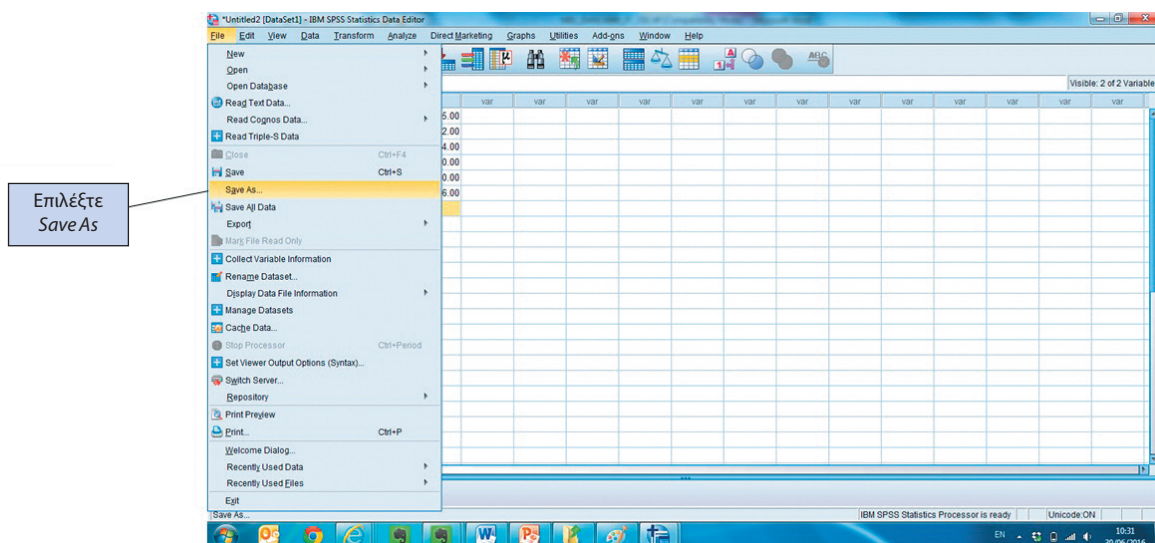 *Untitled2 [DataSet1] - IBM SPSS Statistics Data Editor
File Edit View Data Transform Analyze Direct Marketing Graphs Utilities Add-ons Window Help
Visible: 2 of 2 Variable
var var var var var var var var var var var var var
New
Open
Open Database
Read Text Data...
Read Cognos Data...
Read Triple-S Data
Close Ctrl+F4
Save Ctrl+S
Save As...
Save All Data
Export
Mark File Read Only
Collect Variable Information
Rename Dataset...
Display Data File Information
Manage Datasets
Cache Data...
Stop Processor Ctrl+Period
Set Viewer Output Options (Syntax)...
Switch Server...
Repository
Print Preview
Print... Ctrl+P
Welcome Dialog...
Recently Used Data
Recently Used Files
Exit
5.00
2.00
4.00
0.00
0.00
6.00
Επιλέξτε
Save As
Save As...
IBM SPSS Statistics Processor is ready Unicode:ON
EN 10:31
20/06/2016